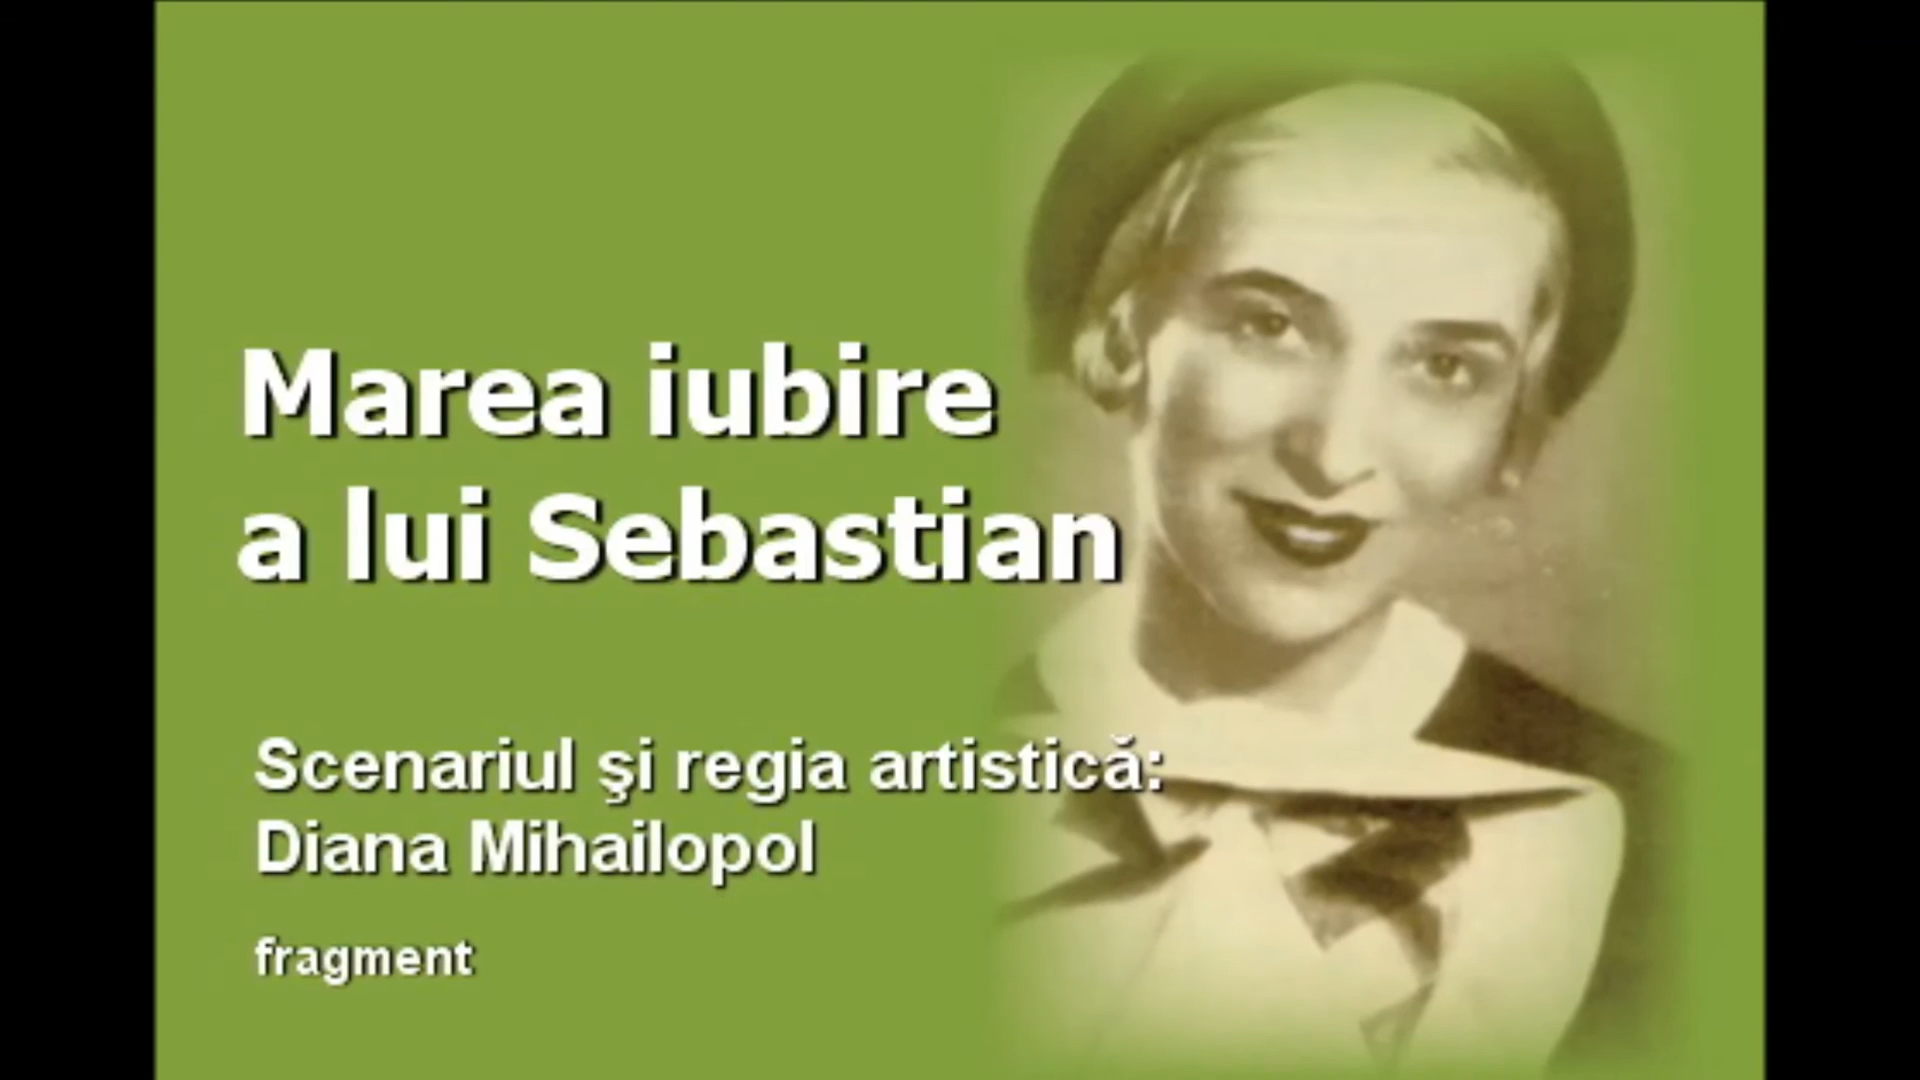 Marea iubire
a lui Sebastian
Scenariul şi regia artistică:
Diana Mihailopol
fragment